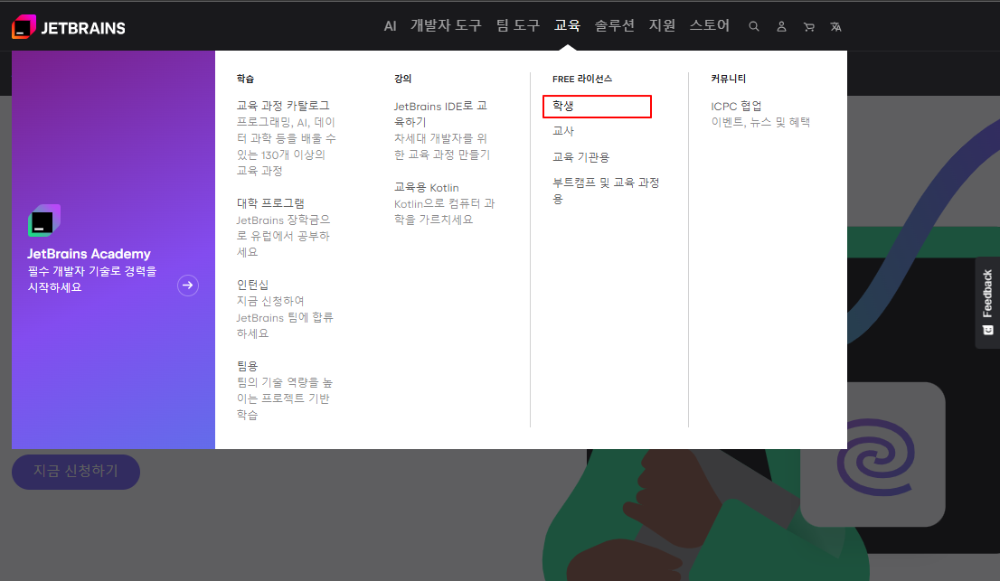 JETBRAINS
AI 개발자 도구 팀 도구 교육 솔루션 지원 스토어
JetBrains Academy
필수 개발자 기술로 경력을
시작하세요
학습
교육 과정 카탈로그
프로그래밍, AI, 데이
터 과학 등을 배울 수
있는 130개 이상의
교육 과정
대학 프로그램
JetBrains 장학금으
로 유럽에서 공부하
세요
인턴십
지금 신청하여
JetBrains 팀에 합류
하세요
팀용
팀의 기술 역량을 높
이는 프로젝트 기반
학습
강의
JetBrains IDE로 교
육하기
차세대 개발자를 위
한 교육 과정 만들기
교육용 Kotlin
Kotlin으로 컴퓨터 과
학을 가르치세요
FREE 라이선스
학생
교사
교육 기관용
부트캠프 및 교육 과정
용
커뮤니티
ICPC 협업
이벤트, 뉴스 및 혜택
Feedback
지금 신청하기